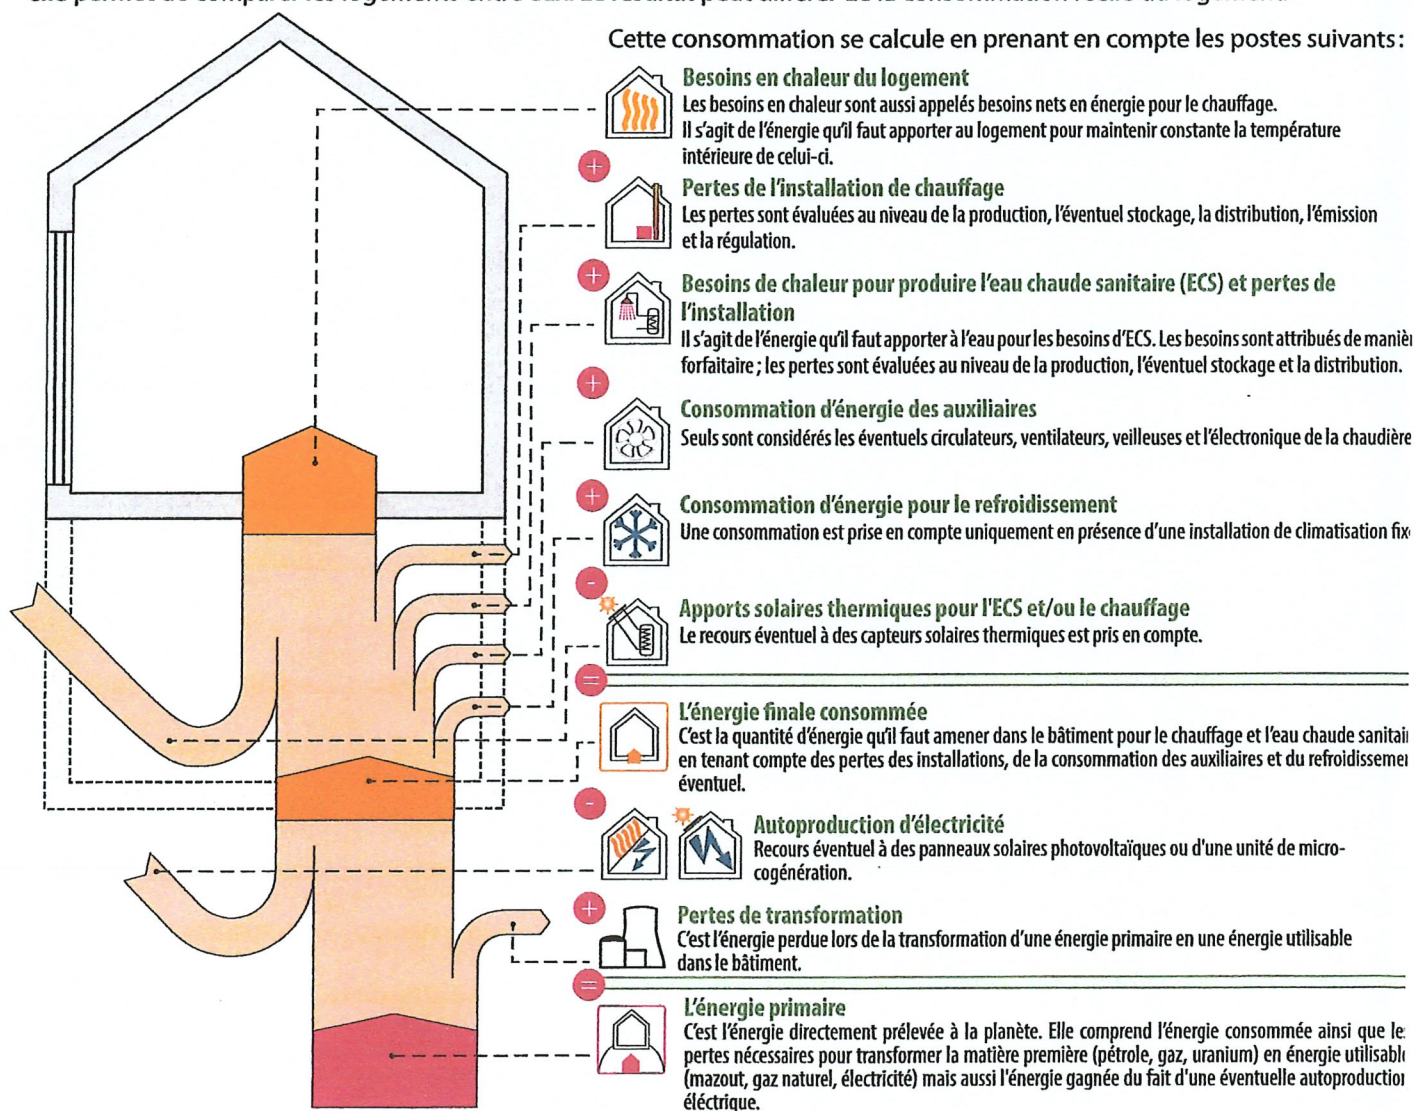 Cette consommation se calcule en prenant en compte les postes suivants:
Besoins en chaleur du logement
Les besoins en chaleur sont aussi appelés besoins nets en énergie pour le chauffage.
Il s'agit de l'énergie qu'il faut apporter au logement pour maintenir constante la température
intérieure de celui-ci.
+
Pertes de l'installation de chauffage
Les pertes sont évaluées au niveau de la production, l'éventuel stockage, la distribution, l'émission
et la régulation.
+
Besoins de chaleur pour produire l'eau chaude sanitaire (ECS) et pertes de
l'installation
Il s'agit de l'énergie qu'il faut apporter à l'eau pour les besoins d'ECS. Les besoins sont attribués de maniè
forfaitaire ; les pertes sont évaluées au niveau de la production, l'éventuel stockage et la distribution.
+
Consommation d'énergie des auxiliaires
Seuls sont considérés les éventuels circulateurs, ventilateurs, veilleuses et l'électronique de la chaudière
+
Consommation d'énergie pour le refroidissement
Une consommation est prise en compte uniquement en présence d'une installation de climatisation fix
-
Apports solaires thermiques pour l'ECS et/ou le chauffage
Le recours éventuel à des capteurs solaires thermiques est pris en compte.
=
L'énergie finale consommée
C'est la quantité d'énergie qu'il faut amener dans le bâtiment pour le chauffage et l'eau chaude sanitai
en tenant compte des pertes des installations, de la consommation des auxiliaires et du refroidisseme
éventuel.
-
Autoproduction d'électricité
Recours éventuel à des panneaux solaires photovoltaïques ou d'une unité de micro-
cogénération.
+
Pertes de transformation
C'est l'énergie perdue lors de la transformation d'une énergie primaire en une énergie utilisable
dans le bâtiment.
=
L'énergie primaire
C'est l'énergie directement prélevée à la planète. Elle comprend l'énergie consommée ainsi que le
pertes nécessaires pour transformer la matière première (pétrole, gaz, uranium) en énergie utilisabl
(mazout, gaz naturel, électricité) mais aussi l'énergie gagnée du fait d'une éventuelle autoproductio
éléctrique.